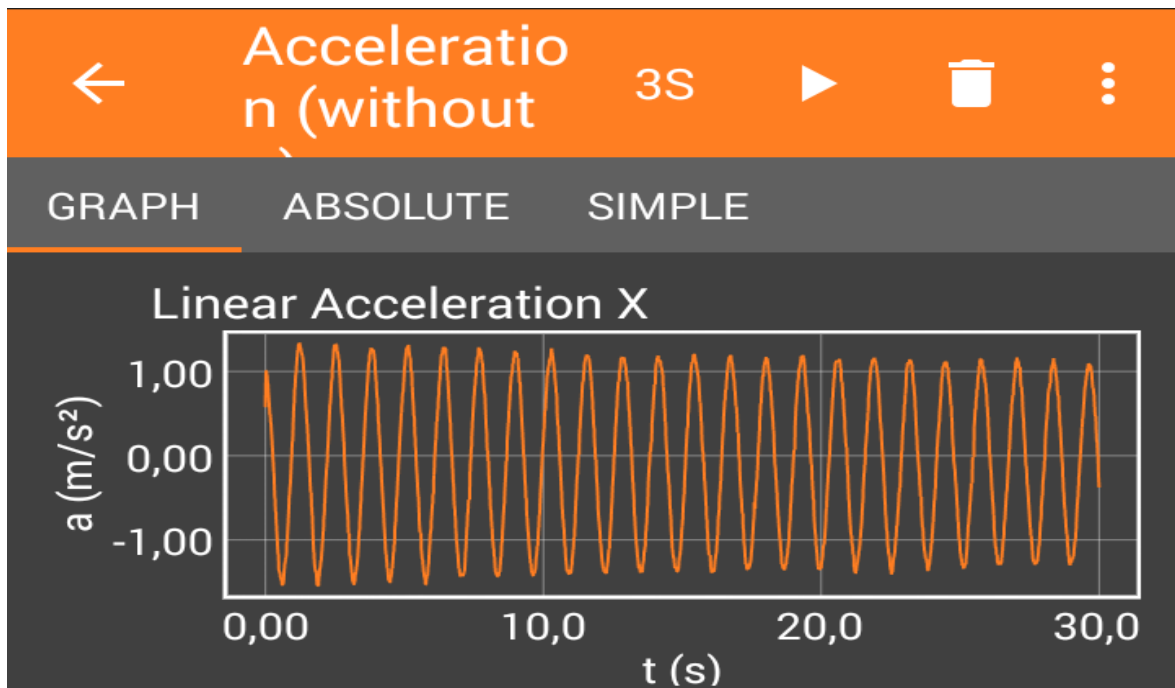 Acceleratio
n (without
3S
GRAPH ABSOLUTE SIMPLE
Linear Acceleration X
a (m/s²)
1,00
0,00
-1,00
0,00 10,0 20,0 30,0
t (s)